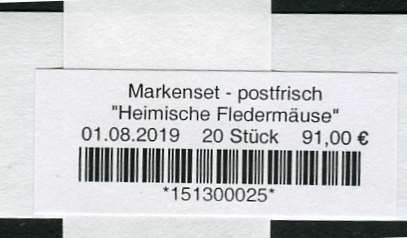 Markenset - postfrisch
"Heimische Fledermäuse"
01.08.2019 20 Stück 91,00 €
*151300025*